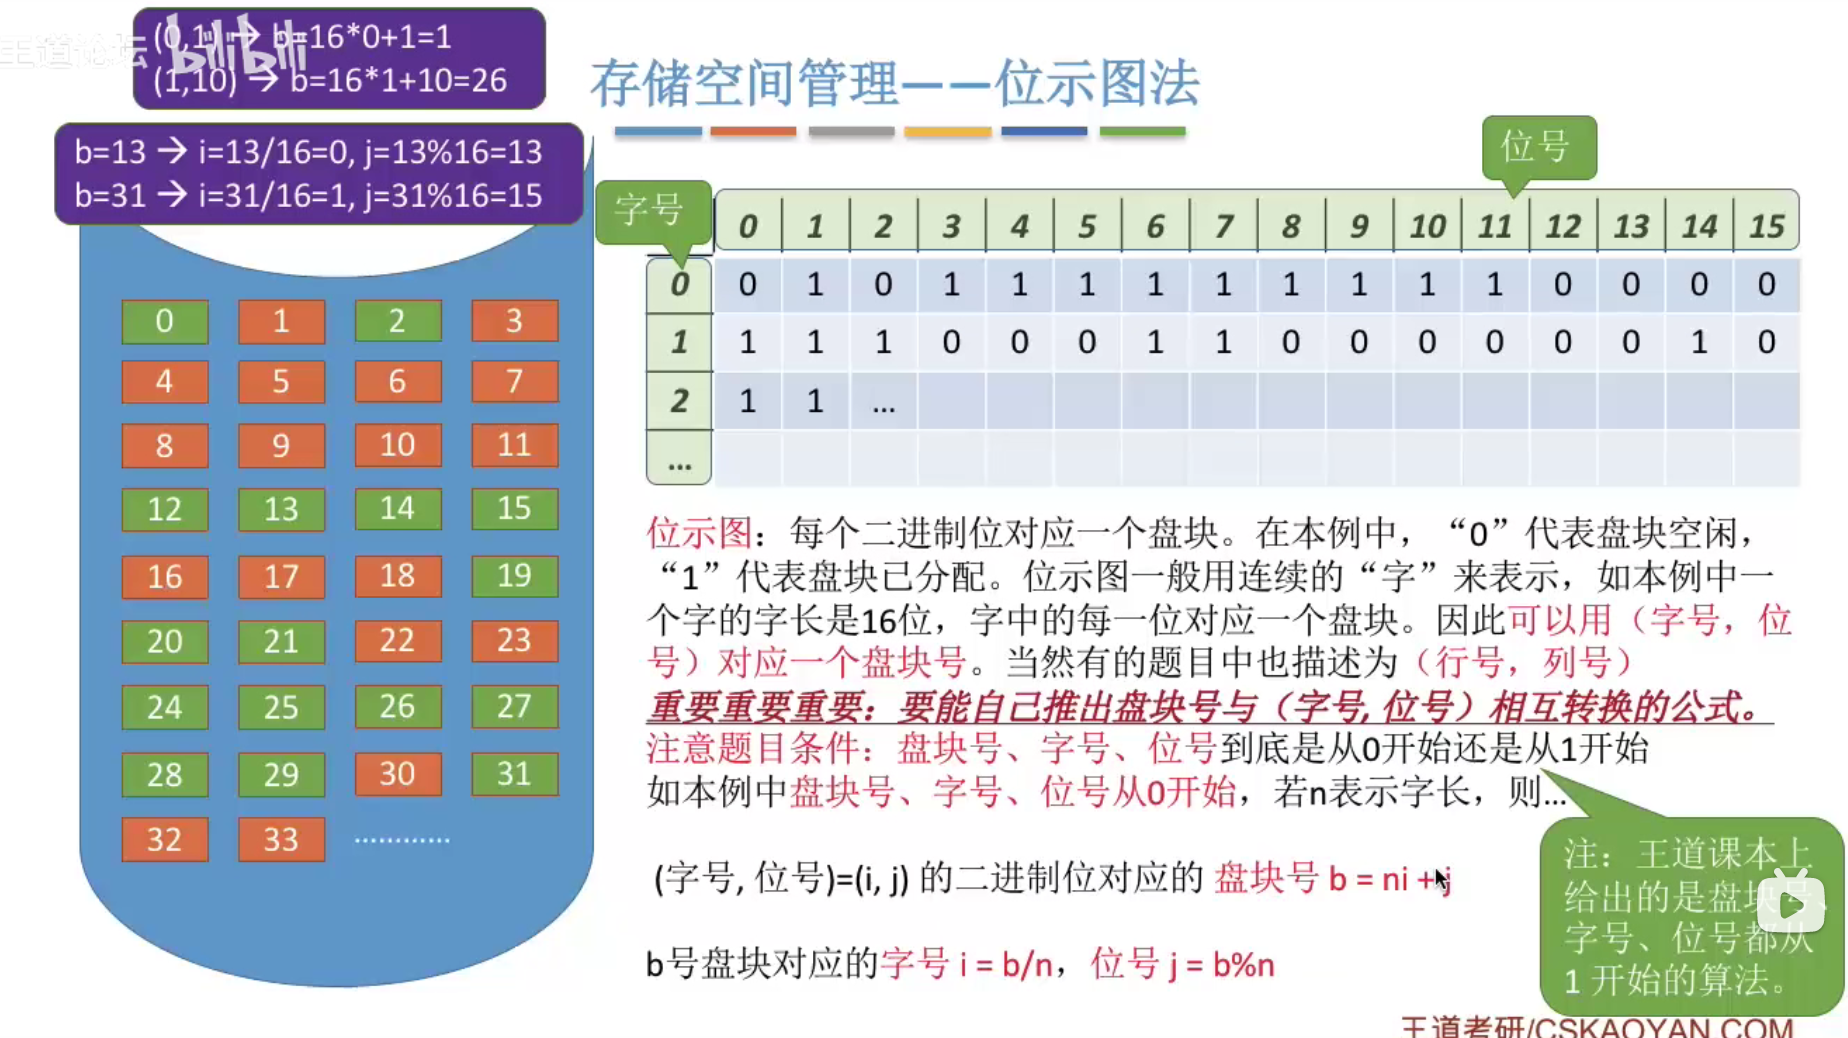 王道论坛 bilibili
(0,1) → b=16*0+1=1
(1,10) → b=16*1+10=26
b=13 → i=13/16=0, j=13%16=13
b=31 → i=31/16=1, j=31%16=15
存储空间管理——位示图法
字号
位号
0 1 2 3 4 5 6 7 8 9 10 11 12 13 14 15
0 0 1 0 1 1 1 1 1 1 1 1 1 0 0 0 0
1 1 1 1 0 0 0 1 1 0 0 0 0 0 0 1 0
2 1 1 ...
...
0 1 2 3
4 5 6 7
8 9 10 11
12 13 14 15
16 17 18 19
20 21 22 23
24 25 26 27
28 29 30 31
32 33 …………
位示图：每个二进制位对应一个盘块。在本例中，“0”代表盘块空闲，
“1”代表盘块已分配。位示图一般用连续的“字”来表示，如本例中一
个字的字长是16位，字中的每一位对应一个盘块。因此可以用（字号，位
号）对应一个盘块号。当然有的题目中也描述为（行号，列号）
重要重要重要：要能自己推出盘块号与（字号, 位号）相互转换的公式。
注意题目条件：盘块号、字号、位号到底是从0开始还是从1开始
如本例中盘块号、字号、位号从0开始，若n表示字长，则...
(字号, 位号)=(i, j) 的二进制位对应的 盘块号 b = ni + j
b号盘块对应的字号 i = b/n，位号 j = b%n
注：王道课本上
给出的是盘块号、
字号、位号都从
1 开始的算法。
王道考研/CSKAOYAN.COM